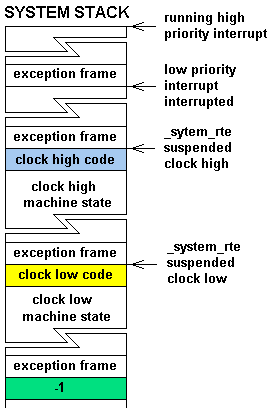 SYSTEM STACK
running high
priority interrupt
exception frame
low priority
interrupt
interrupted
exception frame
_sytem_rte
suspended
clock high
clock high code
clock high
machine state
exception frame
_system_rte
suspended
clock low
clock low code
clock low
machine state
exception frame
-1